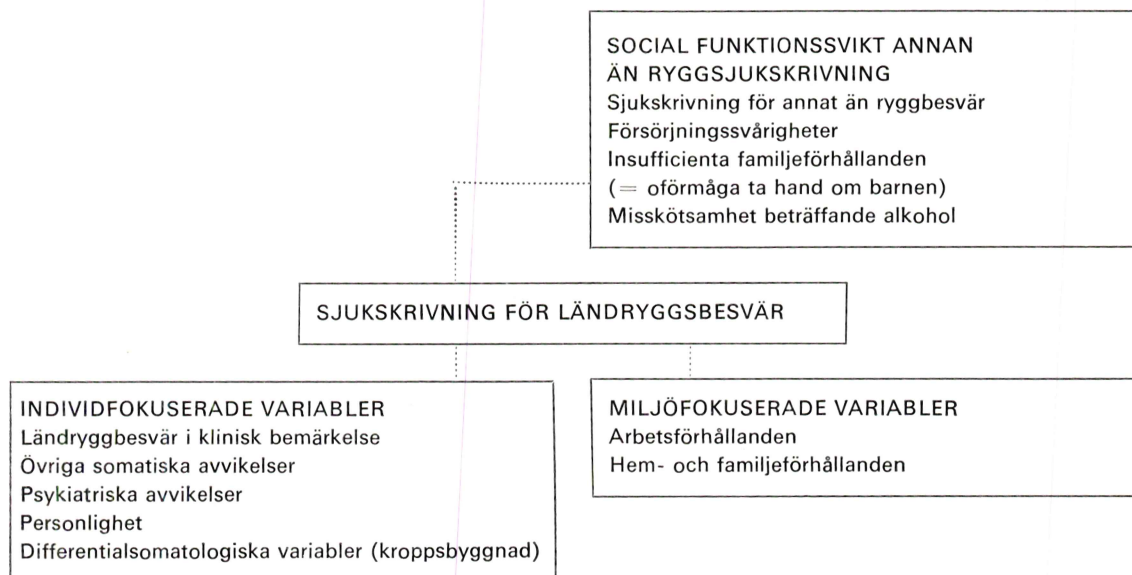 SOCIAL FUNKTIONSSVIKT ANNAN
ÄN RYGGSJUKSKRIVNING
Sjukskrivning för annat än ryggbesvär
Försörjningssvårigheter
Insufficienta familjeförhållanden
(= oförmåga ta hand om barnen)
Misskötsamhet beträffande alkohol
SJUKSKRIVNING FÖR LÄNDRYGGSBESVÄR
INDIVIDFOKUSERADE VARIABLER
Ländryggbesvär i klinisk bemärkelse
Övriga somatiska avvikelser
Psykiatriska avvikelser
Personlighet
Differentialsomatologiska variabler (kroppsbyggnad)
MILJÖFOKUSERADE VARIABLER
Arbetsförhållanden
Hem- och familjeförhållanden